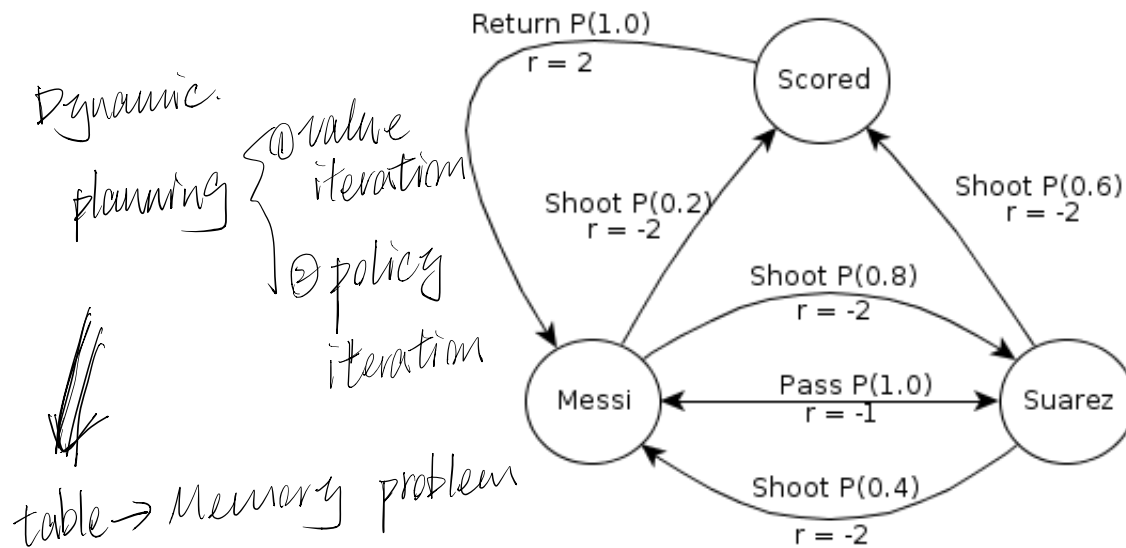 Dynamic.
planning
① value
iteration
② policy
iteration
table → Memory problem
Return P(1.0)
r = 2
Scored
Shoot P(0.2)
r = -2
Shoot P(0.6)
r = -2
Shoot P(0.8)
r = -2
Messi
Pass P(1.0)
r = -1
Suarez
Shoot P(0.4)
r = -2